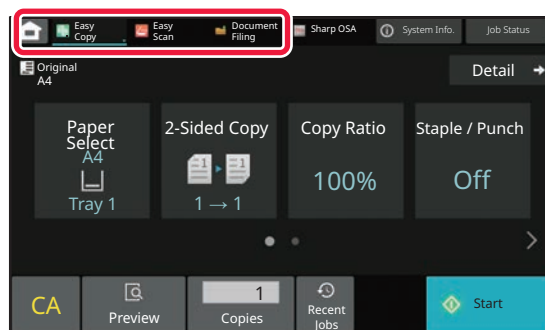 Easy
Copy
Easy
Scan
Document
Filing
Sharp OSA
System Info.
Job Status
Original
A4
Detail
Paper
Select
A4
Tray 1
2-Sided Copy
1
1
1 → 1
Copy Ratio
100%
Staple / Punch
Off
CA
Preview
1
Copies
Recent
Jobs
Start